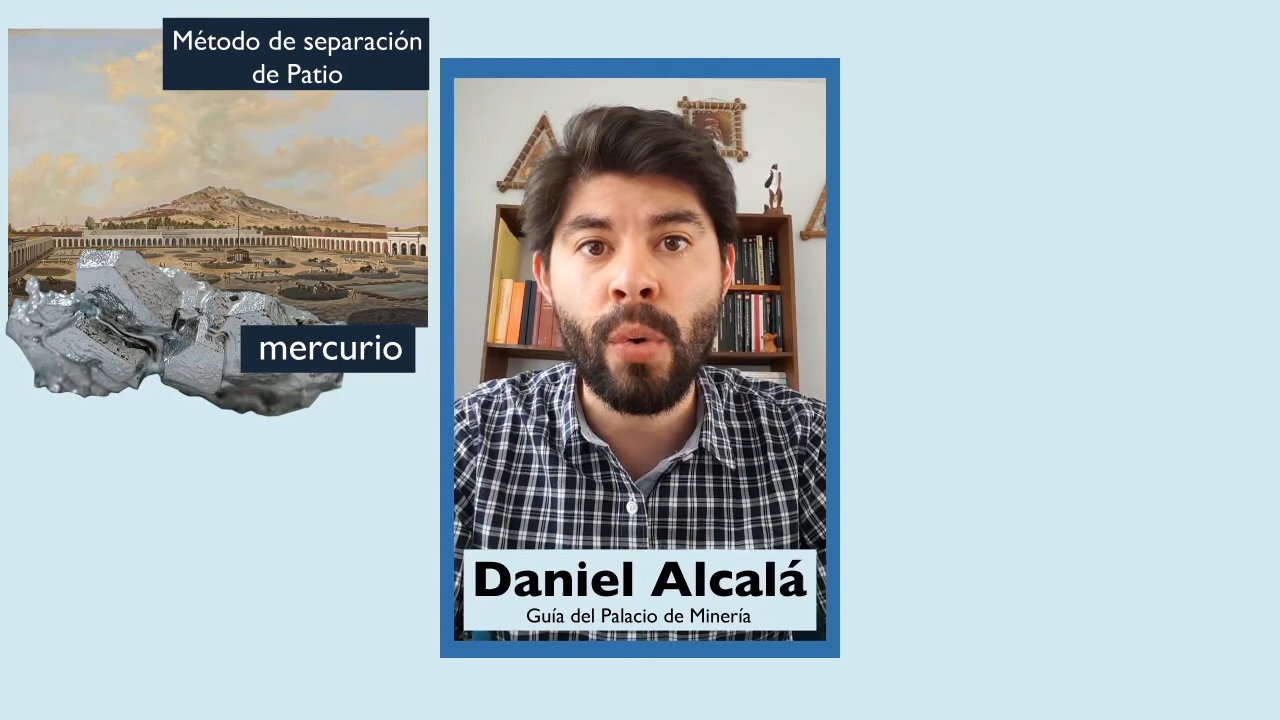 Método de separación
de Patio
mercurio
Daniel Alcalá
Guía del Palacio de Minería